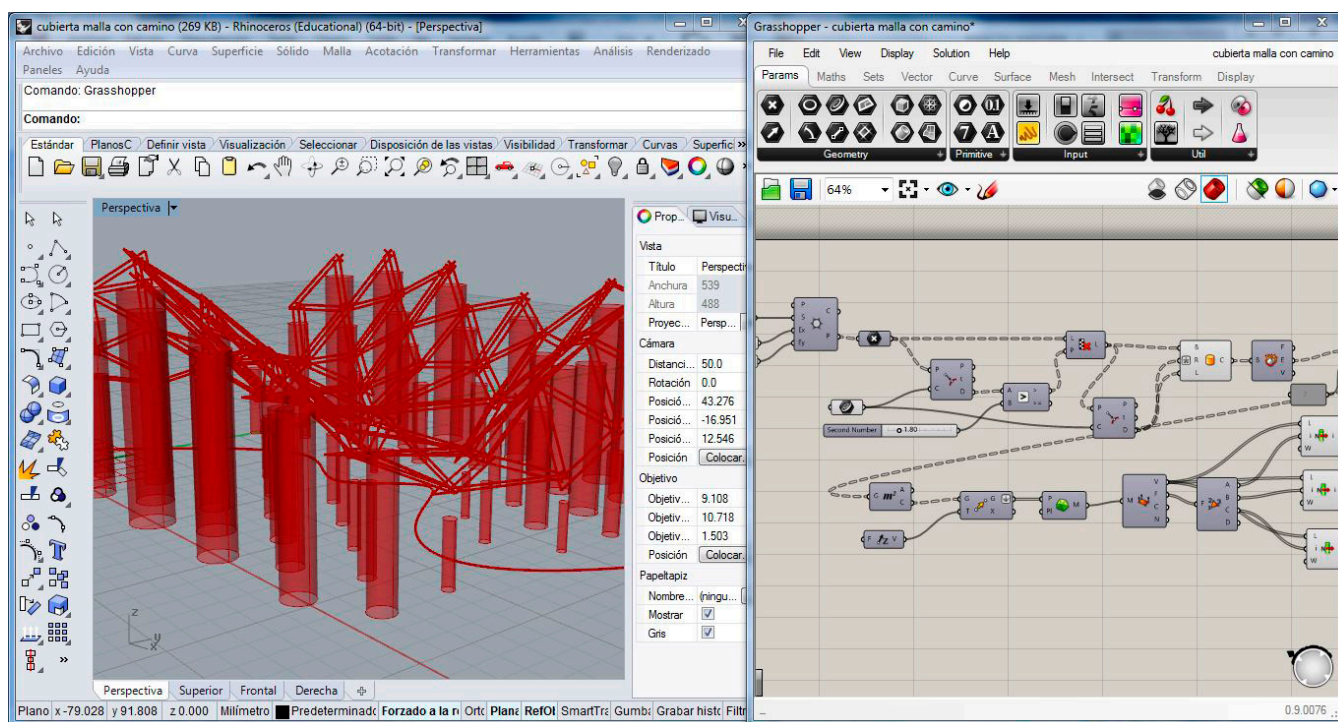 cubierta malla con camino (269 KB) - Rhinoceros (Educational) (64-bit) - [Perspectiva]
Archivo Edición Vista Curva Superficie Sólido Malla Acotación Transformar Herramientas Análisis Renderizado
Paneles Ayuda
Comando: Grasshopper
Comando:
Estándar PlanosC Definir vista Visualización Seleccionar Disposición de las vistas Visibilidad Transformar Curvas Superfic
Perspectiva
Prop... Visu...
Vista
Título Perspecti
Anchura 539
Altura 488
Proyec... Persp...
Cámara
Distanci... 50.0
Rotación 0.0
Posició... 43.276
Posició... -16.951
Posició... 12.546
Posición Colocar..
Objetivo
Objetiv... 9.108
Objetiv... 10.718
Objetiv... 1.503
Posición Colocar..
Papeltapiz
Nombre... (ningu...
Mostrar
Gris
z
y
x
Perspectiva Superior Frontal Derecha
Plano x -79.028 y 91.808 z 0.000 Milímetro Predeterminado Forzado a la r Orto Plana RefOl SmartTra Gumba Grabar histo Filtr
Grasshopper - cubierta malla con camino*
File Edit View Display Solution Help cubierta malla con camino
Params Maths Sets Vector Curve Surface Mesh Intersect Transform Display
Geometry Primitive Input Util
64%
P
S
Ex
Ey
C
P
P
C
P
t
D
A
B
L
P
L
P
C
P
t
D
B
R
L
C
S
F
E
V
Second Number 1.80
G m² A
C
G
T
G
X
P
Pl
M
M
V
F
C
N
F
A
B
C
D
L
i
W
i
L
i
W
i
L
i
W
i
F V
0.9.0076